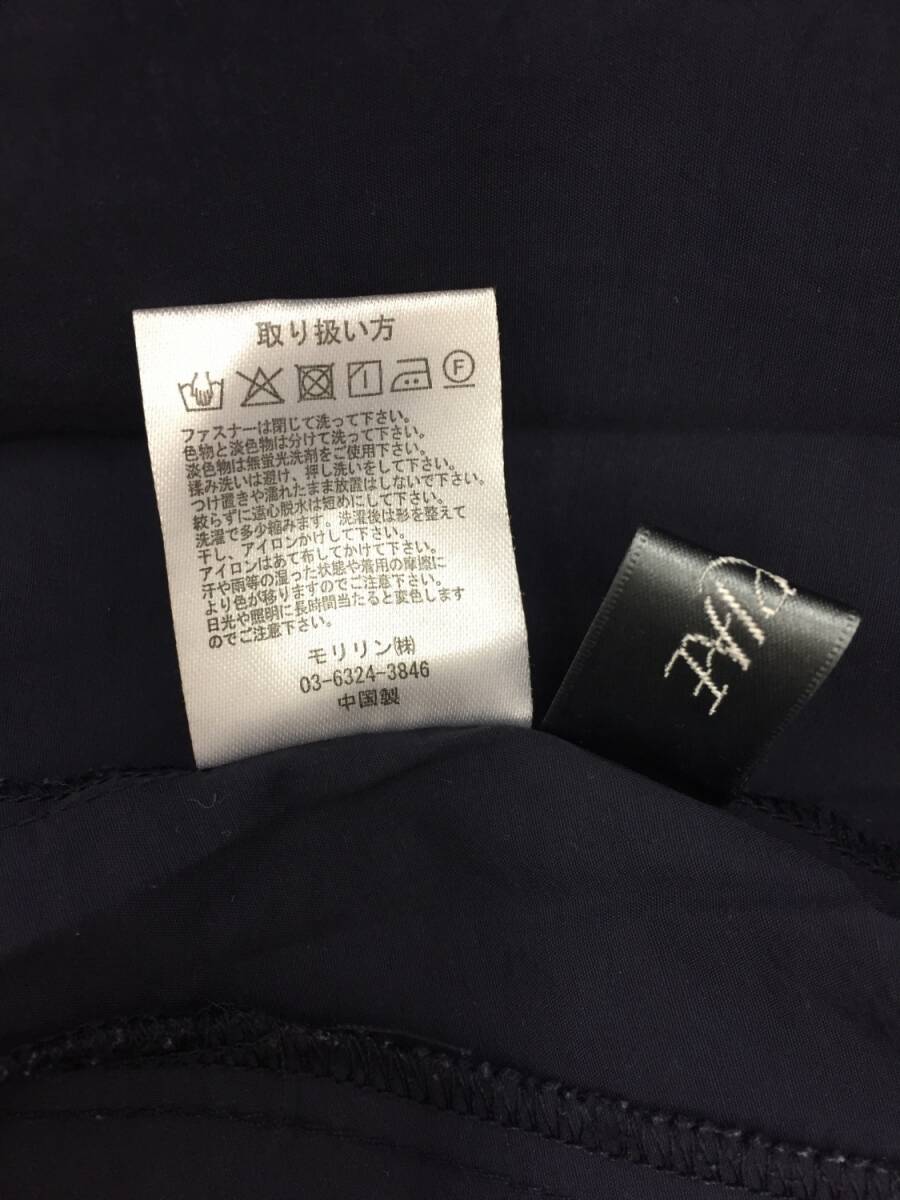 取り扱い方
F
ファスナーは閉じて洗って下さい。
色物と淡色物は分けて洗って下さい。
淡色物は無蛍光洗剤をご使用下さい。
揉み洗いは避け、押し洗いをして下さい。
つけ置きや濡れたまま放置はしないで下さい。
絞らずに遠心脱水は短めにして下さい。
洗濯で多少縮みます。洗濯後は形を整えて
干し、アイロンかけして下さい。
アイロンはあて布してかけて下さい。
汗や雨等の湿った状態や着用の摩擦に
より色が移りますのでご注意下さい。
日光や照明に長時間当たると変色します
のでご注意下さい。
モリリン㈱
03-6324-3846
中国製